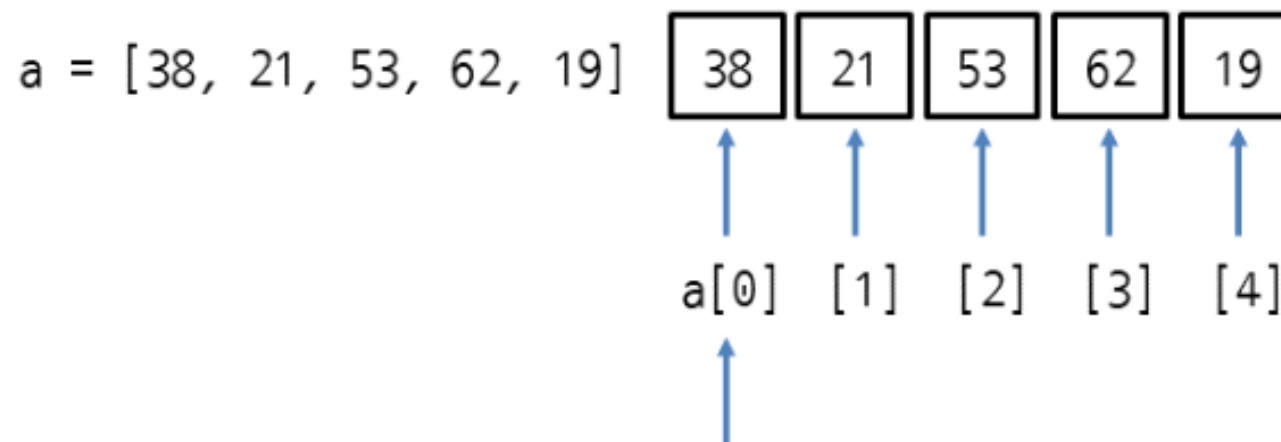 a = [38, 21, 53, 62, 19] 38 21 53 62 19
a[0] [1] [2] [3] [4]